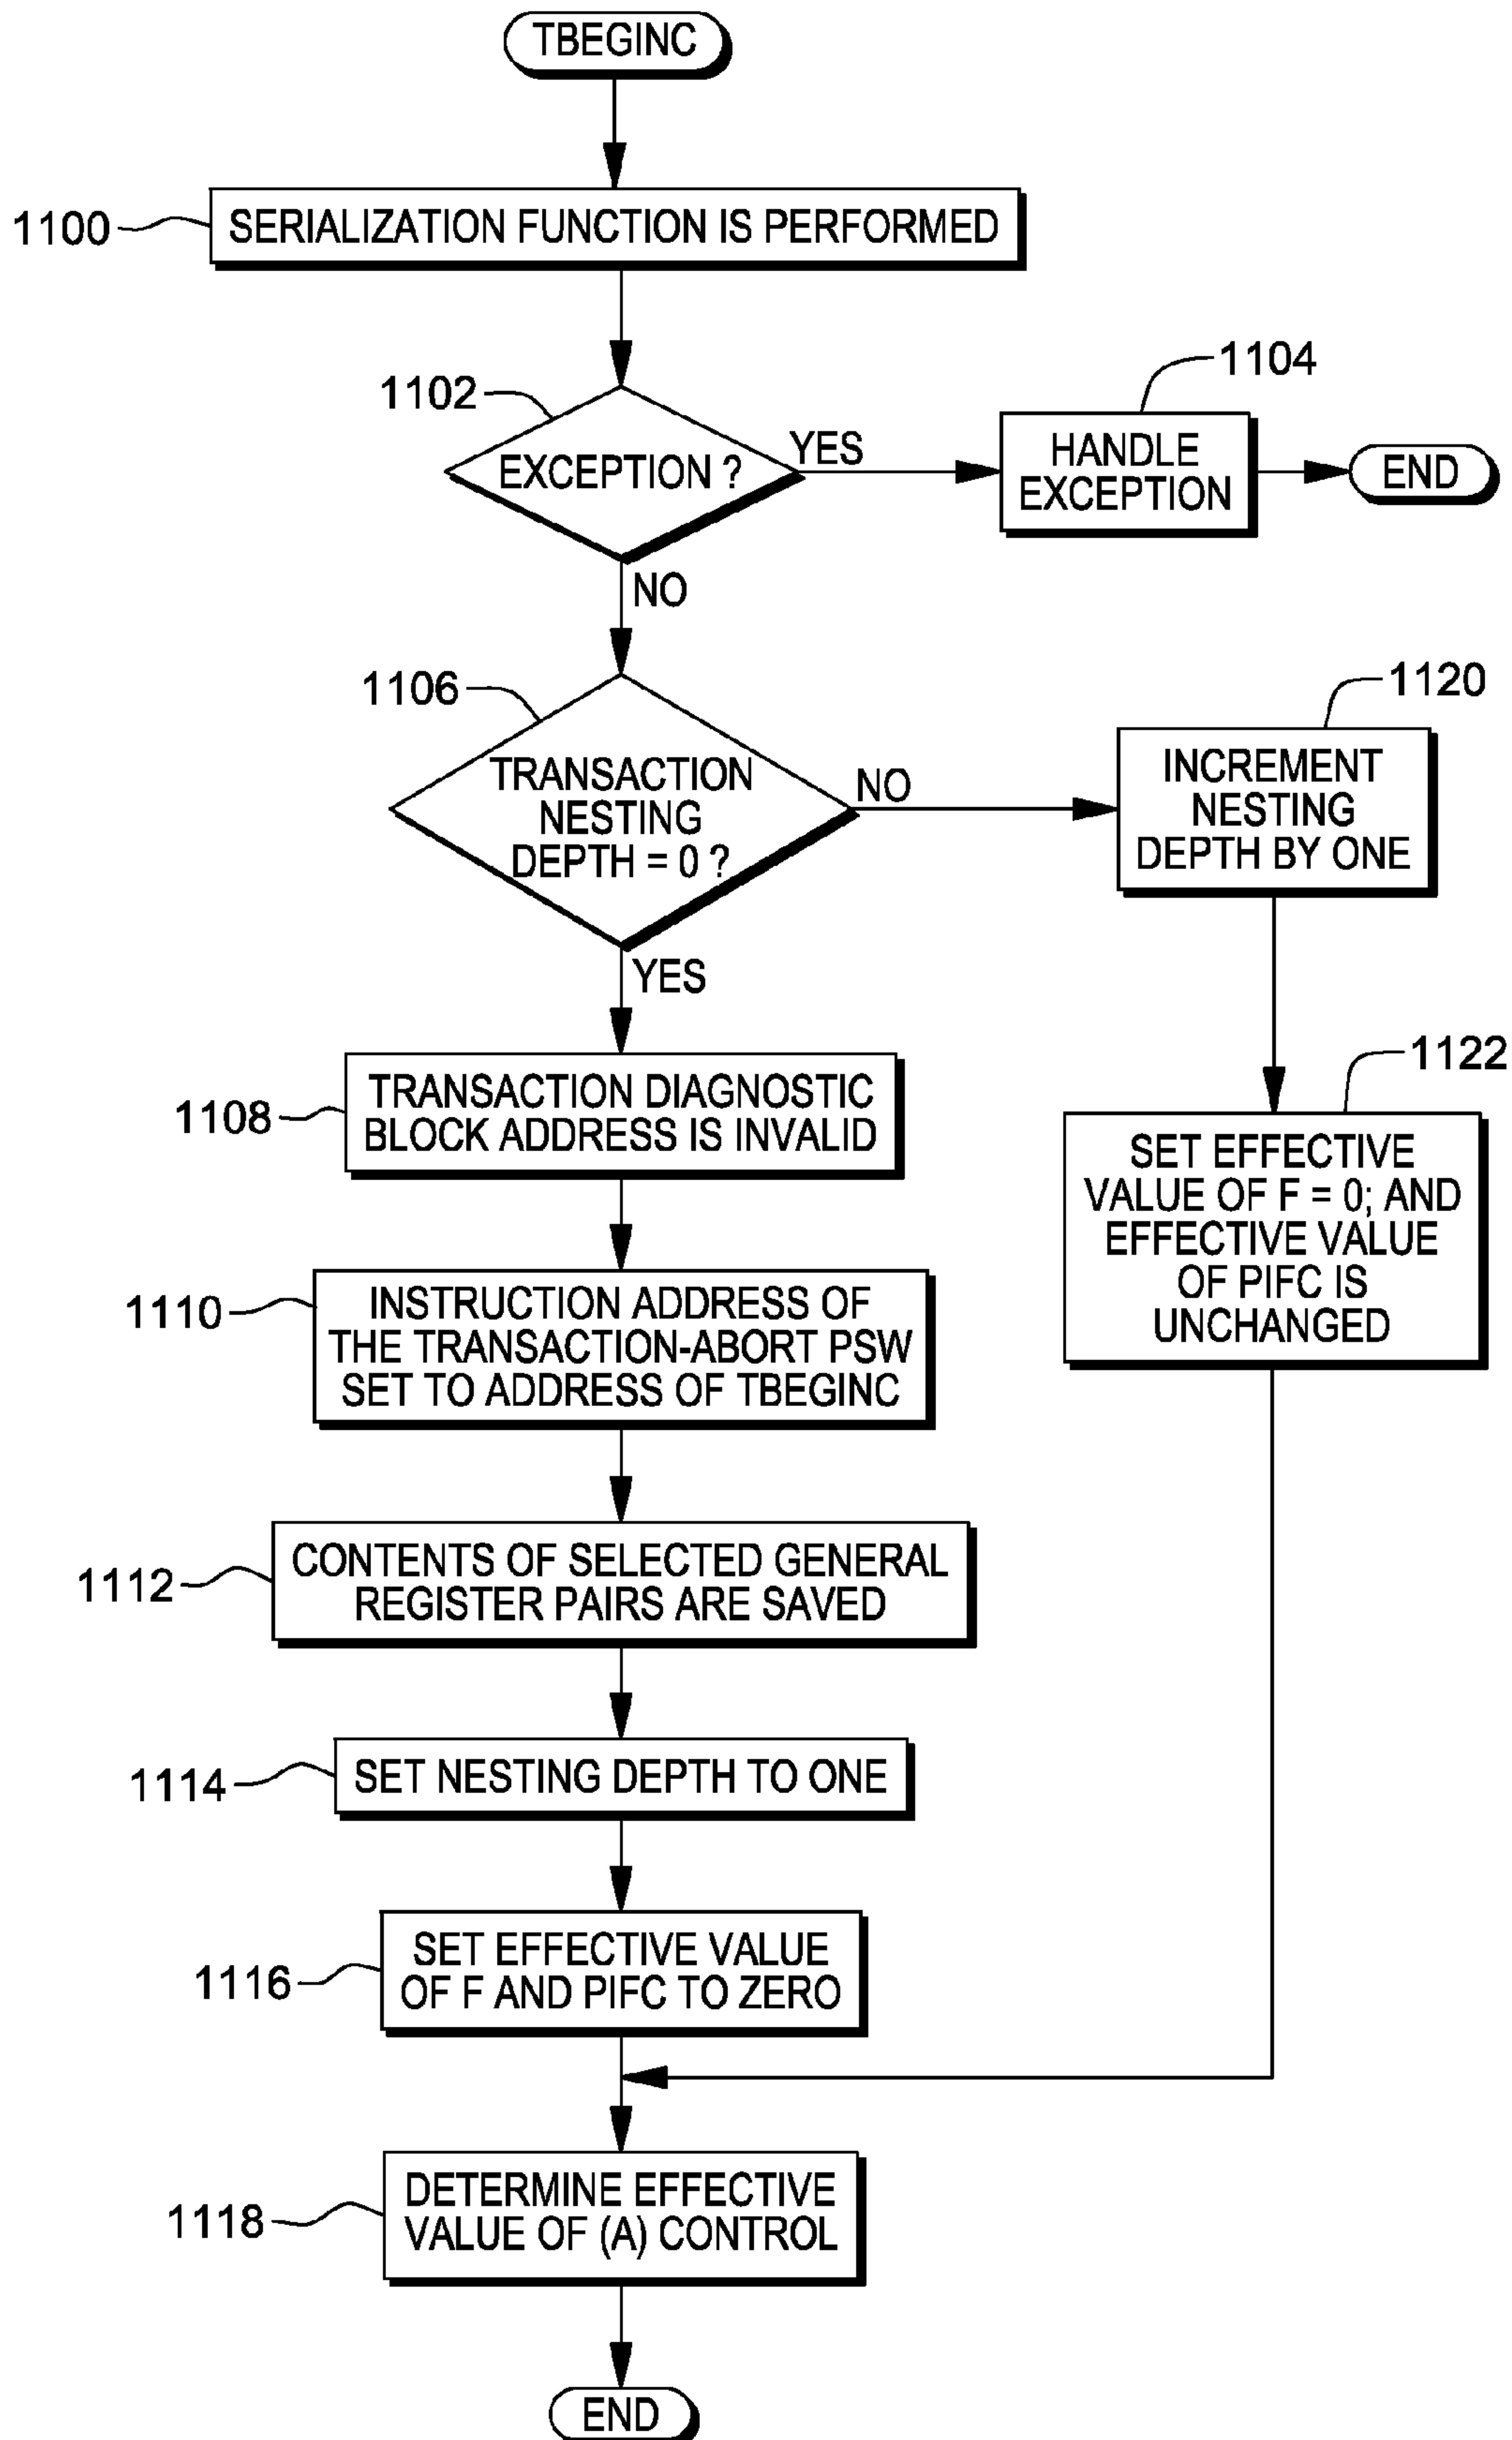 TBEGINC
1100
SERIALIZATION FUNCTION IS PERFORMED
1102
EXCEPTION ?
YES
1104
HANDLE
EXCEPTION
END
NO
1106
TRANSACTION
NESTING
DEPTH = 0 ?
NO
1120
INCREMENT
NESTING
DEPTH BY ONE
YES
1108
TRANSACTION DIAGNOSTIC
BLOCK ADDRESS IS INVALID
1122
SET EFFECTIVE
VALUE OF F = 0; AND
EFFECTIVE VALUE
OF PIFC IS
UNCHANGED
1110
INSTRUCTION ADDRESS OF
THE TRANSACTION-ABORT PSW
SET TO ADDRESS OF TBEGINC
1112
CONTENTS OF SELECTED GENERAL
REGISTER PAIRS ARE SAVED
1114
SET NESTING DEPTH TO ONE
1116
SET EFFECTIVE VALUE
OF F AND PIFC TO ZERO
1118
DETERMINE EFFECTIVE
VALUE OF (A) CONTROL
END